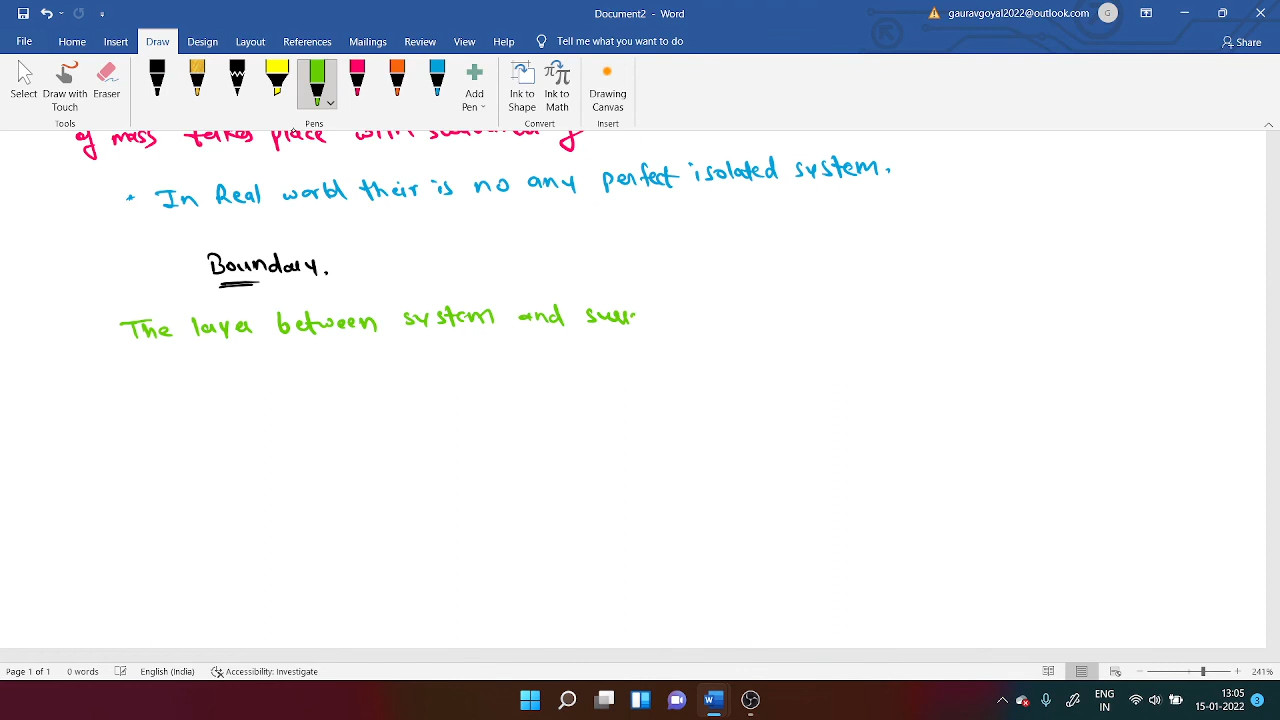 Document2 - Word
gauravgoyal2022@outlook.com
G
File Home Insert Draw Design Layout References Mailings Review View Help Tell me what you want to do
Share
Select Draw with Touch Eraser
Add Pen
Ink to Shape Ink to Math
Drawing Canvas
Tools Pens Convert Insert
of mass takes place with
* In Real world their is no any perfect isolated system.
Boundary.
The layer between system and surr
Page 1 of 1 0 words English (India) Accessibility: Investigate
241%
ENG IN
13:05
15-01-2022
3